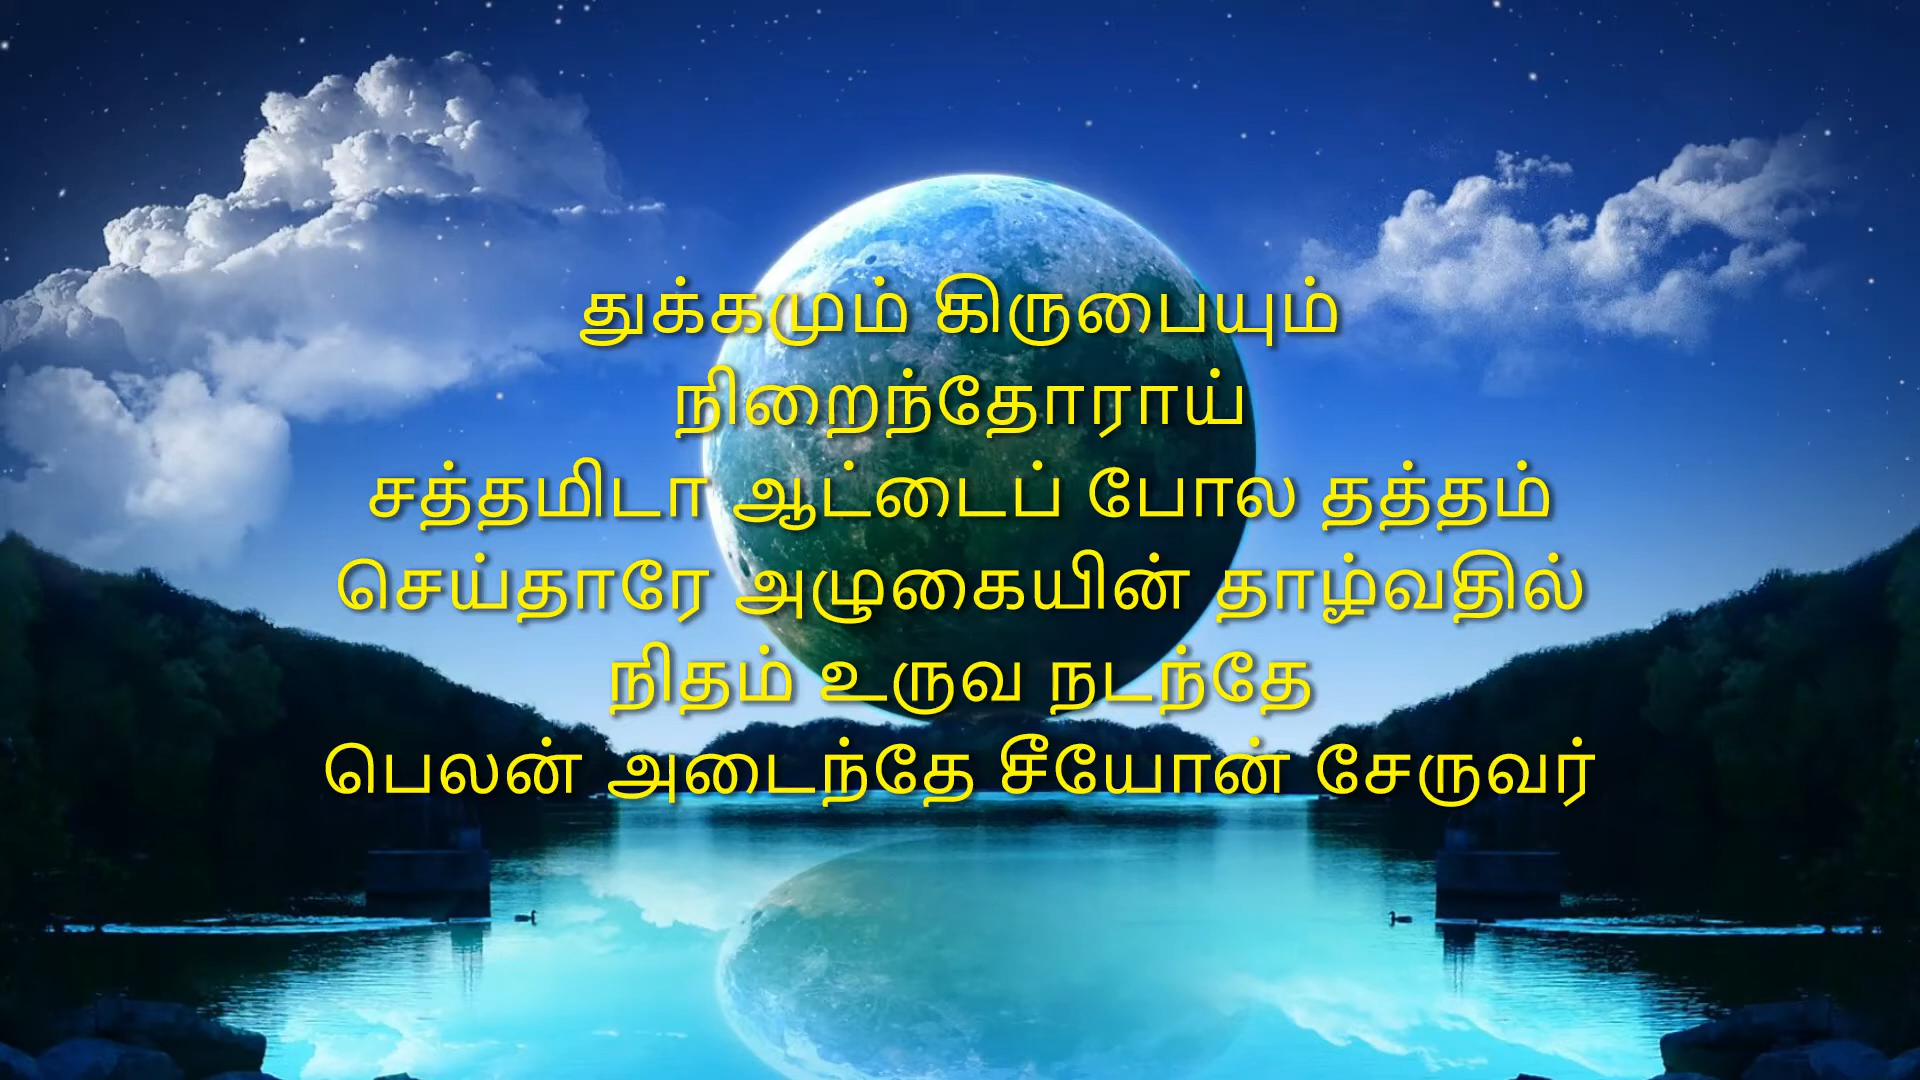 துக்கமும் கிருபையும்
நிறைந்தோராய்
சத்தமிடா ஆட்டைப் போல தத்தம்
செய்தாரே அழுகையின் தாழ்வதில்
நிதம் உருவ நடந்தே
பெலன் அடைந்தே சீயோன் சேருவர்